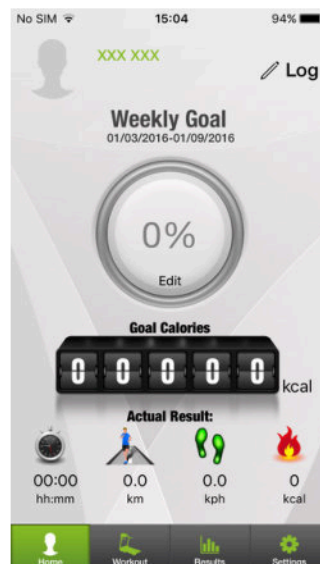 No SIM 15:04 94%
XXX XXX
Log
Weekly Goal
01/03/2016-01/09/2016
0%
Edit
Goal Calories
0 0 0 0 0 kcal
Actual Result:
00:00 0.0 0.0 0
hh:mm km kph kcal
Home Workout Results Settings